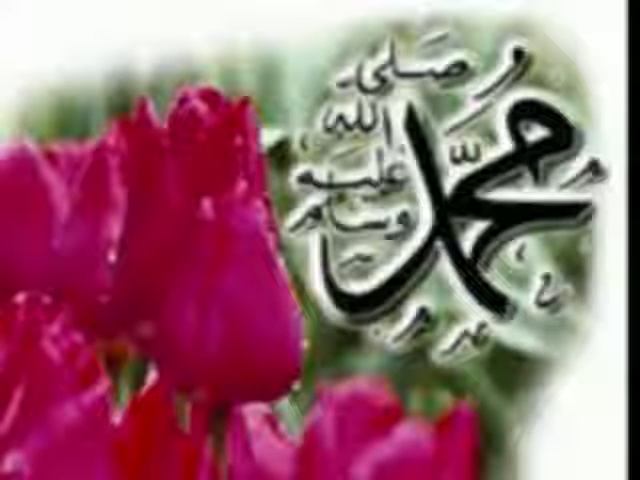 محمد
صلى
الله
عليه
وسلم